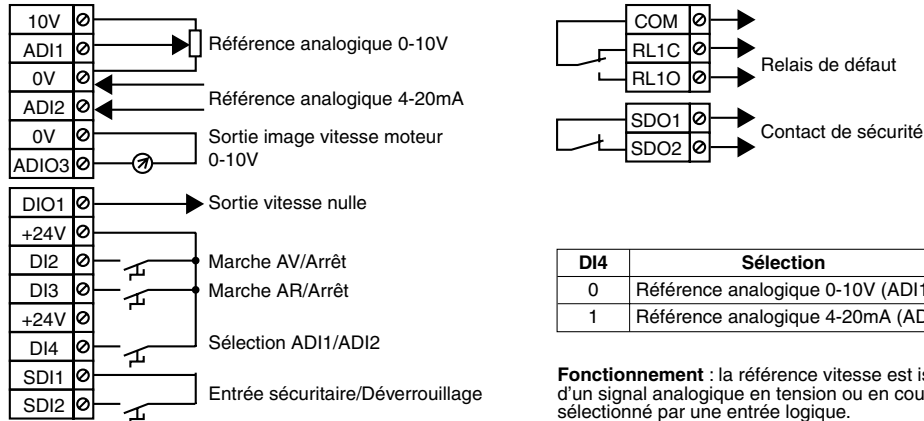 10V
ADI1
0V
ADI2
0V
ADIO3
Référence analogique 0-10V
Référence analogique 4-20mA
Sortie image vitesse moteur
0-10V
DIO1
+24V
DI2
DI3
+24V
DI4
SDI1
SDI2
Sortie vitesse nulle
Marche AV/Arrêt
Marche AR/Arrêt
Sélection ADI1/ADI2
Entrée sécuritaire/Déverrouillage
COM
RL1C
RL1O
Relais de défaut
SDO1
SDO2
Contact de sécurité
DI4 Sélection
0 Référence analogique 0-10V (ADI1
1 Référence analogique 4-20mA (AD
Fonctionnement : la référence vitesse est
d'un signal analogique en tension ou en
sélectionné par une entrée logique.